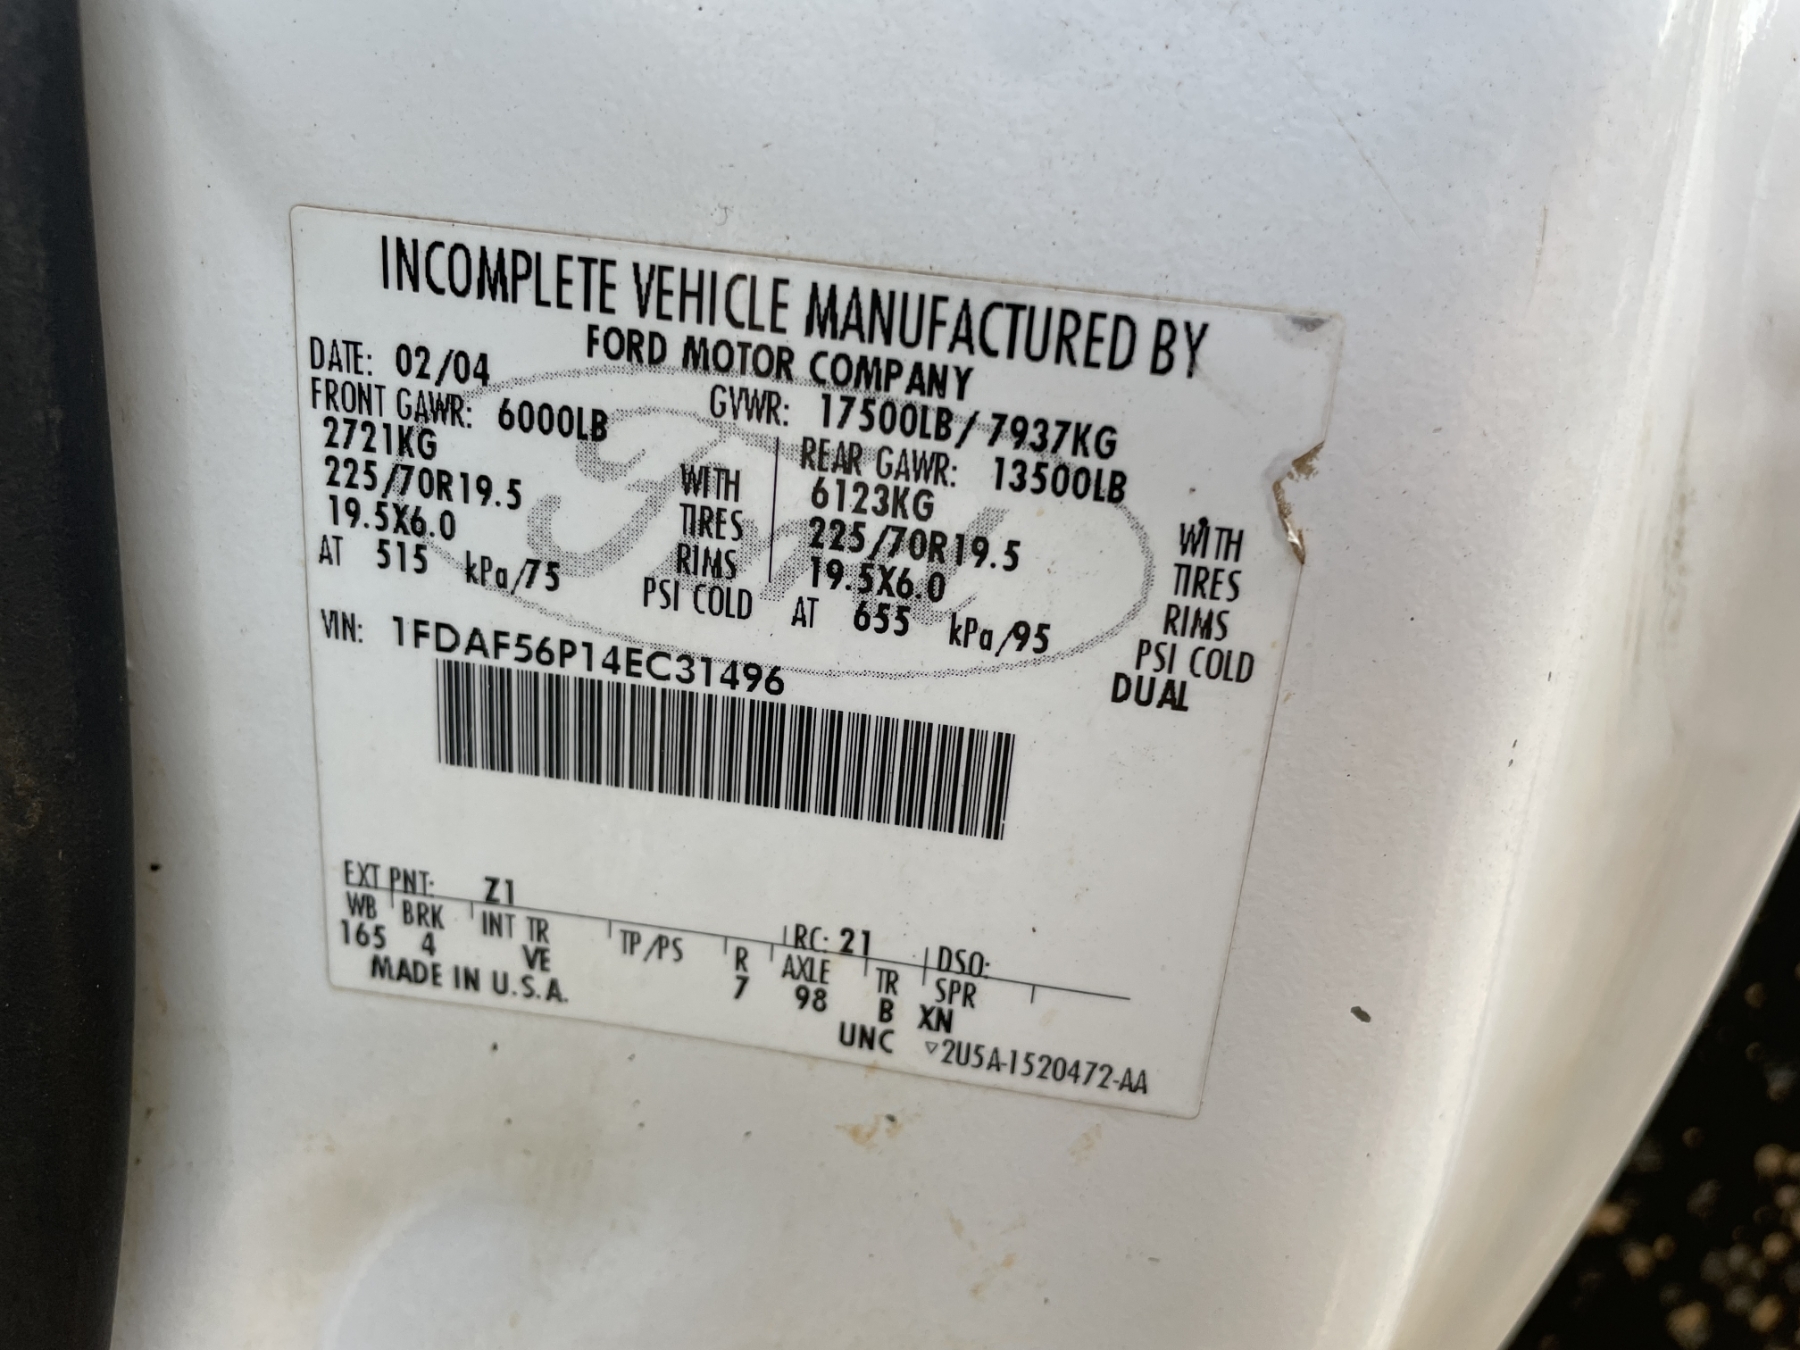 INCOMPLETE VEHICLE MANUFACTURED BY
FORD MOTOR COMPANY
DATE: 02/04
GVWR: 17500LB/7937KG
FRONT GAWR: 6000LB
2721KG WITH
225/70R19.5 TIRES
19.5X6.0 RIMS
AT 515 kPa/75 PSI COLD
REAR GAWR: 13500LB
6123KG WITH
225/70R19.5 TIRES
19.5X6.0 RIMS
AT 655 kPa/95 PSI COLD
DUAL
VIN: 1FDAF56P14EC31496
Ford
EXT PNT: Z1 RC: 21 DSO:
WB BRK INT TR TP/PS R AXLE TR SPR
165 4 VE 7 98 B XN
MADE IN U.S.A.
UNC ▽2U5A-1520472-AA